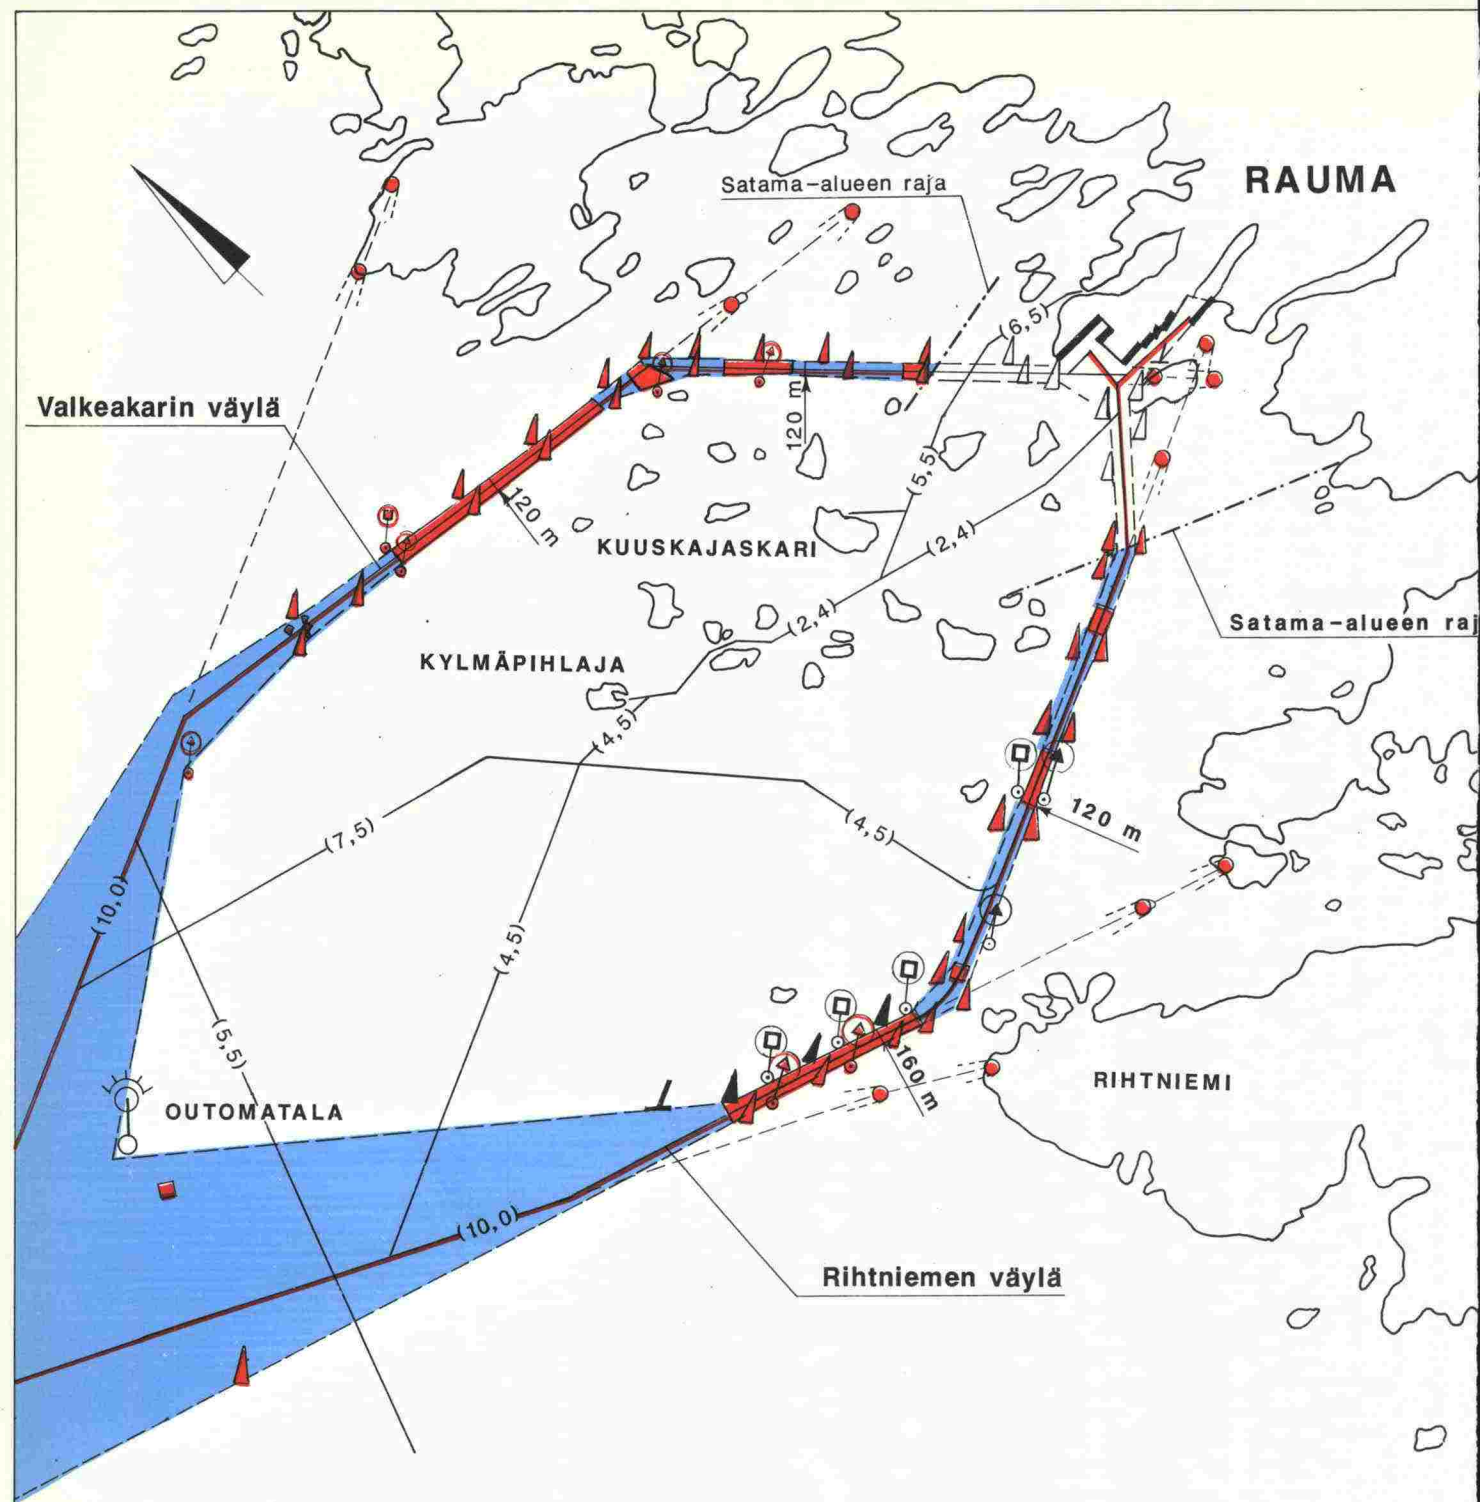 RAUMA
Satama-alueen raja
(6,5)
Valkeakarin väylä
120 m
(5,5)
120 m
KUUSKAJASKARI
(2,4)
(2,4)
Satama-alueen raj
KYLMÄPIHLAJA
(4,5)
(7,5)
(4,5)
120 m
(10,0)
(4,5)
(5,5)
160 m
RIHTNIEMI
OUTOMATALA
(10,0)
Rihtniemen väylä